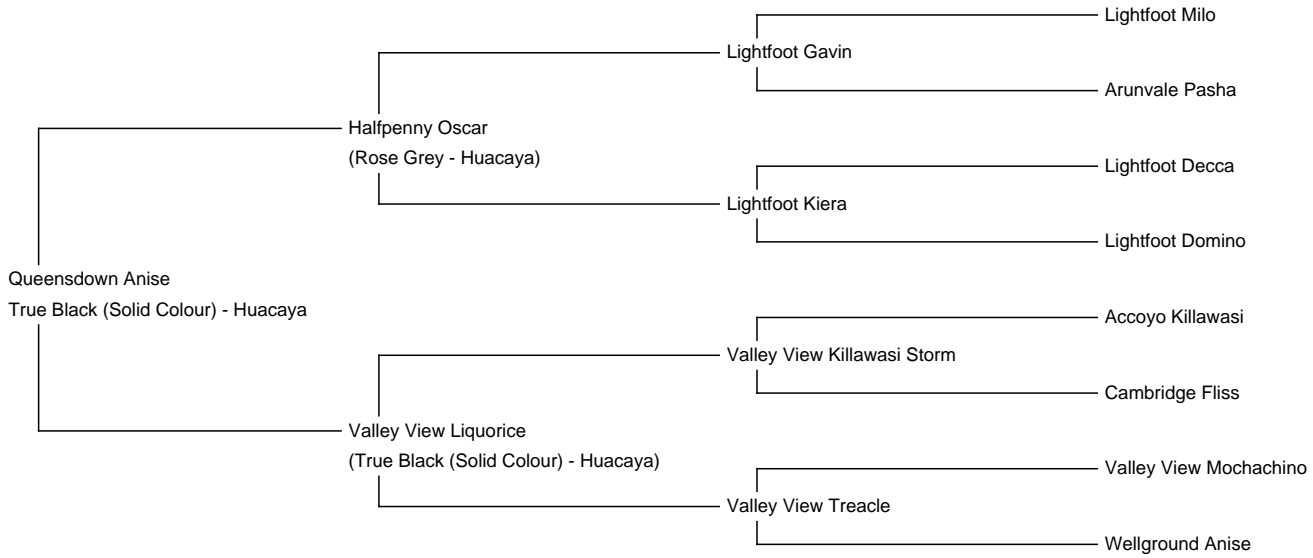 Lightfoot Milo
Lightfoot Gavin
Arunvale Pasha
Halfpenny Oscar
(Rose Grey - Huacaya)
Lightfoot Decca
Lightfoot Kiera
Lightfoot Domino
Queensdown Anise
True Black (Solid Colour) - Huacaya
Accoyo Killawasi
Valley View Killawasi Storm
Cambridge Fliss
Valley View Liquorice
(True Black (Solid Colour) - Huacaya)
Valley View Mochachino
Valley View Treacle
Wellground Anise